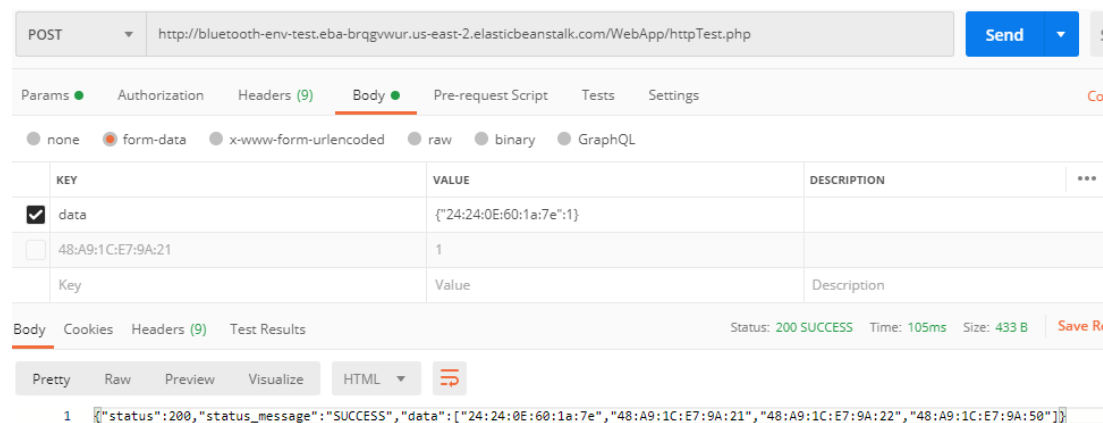 POST http://bluetooth-env-test.eba-brqgvwur.us-east-2.elasticbeanstalk.com/WebApp/httpTest.php Send
Params Authorization Headers (9) Body Pre-request Script Tests Settings Co
none form-data x-www-form-urlencoded raw binary GraphQL
KEY VALUE DESCRIPTION
data {"24:24:0E:60:1a:7e":1}
48:A9:1C:E7:9A:21 1
Key Value Description
Body Cookies Headers (9) Test Results Status: 200 SUCCESS Time: 105ms Size: 433 B Save Re
Pretty Raw Preview Visualize HTML
1 {"status":200,"status_message":"SUCCESS","data":["24:24:0E:60:1a:7e","48:A9:1C:E7:9A:21","48:A9:1C:E7:9A:22","48:A9:1C:E7:9A:50"]}